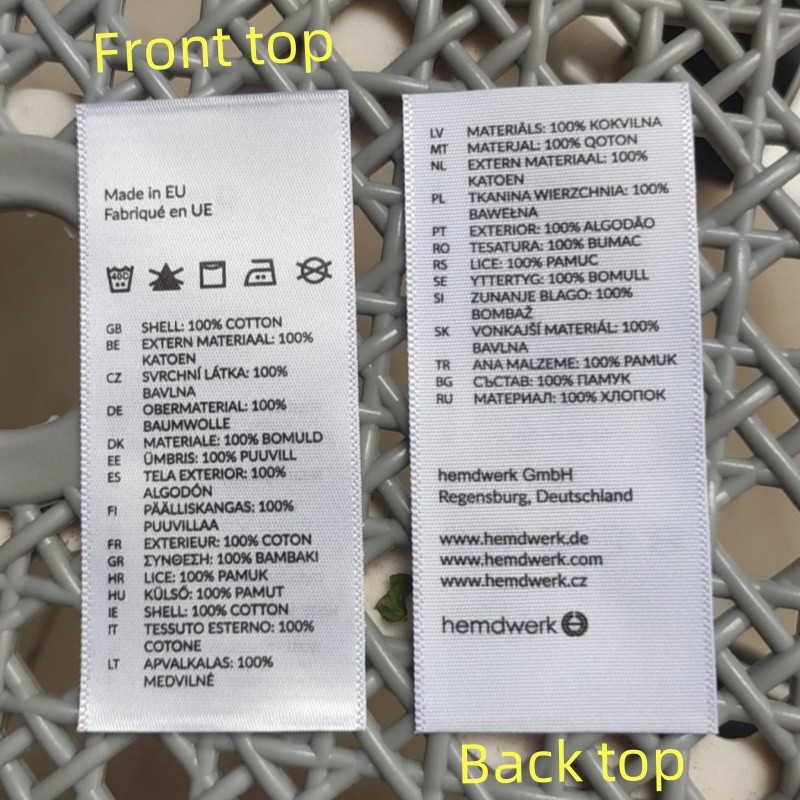 Front top
Made in EU
Fabriqué en UE
40C
GB SHELL: 100% COTTON
BE EXTERN MATERIAAL: 100%
KATOEN
CZ SVRCHNÍ LÁTKA: 100%
BAVLNA
DE OBERMATERIAL: 100%
BAUMWOLLE
DK MATERIALE: 100% BOMULD
EE ÜMBRIS: 100% PUUVILL
ES TELA EXTERIOR: 100%
ALGODÓN
FI PÄÄLLISKANGAS: 100%
PUUVILLAA
FR EXTERIEUR: 100% COTON
GR ΣΥΝΘΕΣΗ: 100% ΒΑΜΒΑΚΙ
HR LICE: 100% PAMUK
HU KÜLSŐ: 100% PAMUT
IE SHELL: 100% COTTON
IT TESSUTO ESTERNO: 100%
COTONE
LT APVALKALAS: 100%
MEDVILNĖ
LV MATERIĀLS: 100% KOKVILNA
MT MATERJAL: 100% QOTON
NL EXTERN MATERIAAL: 100%
KATOEN
PL TKANINA WIERZCHNIA: 100%
BAWEŁNA
PT EXTERIOR: 100% ALGODÃO
RO TESATURA: 100% BUMAC
RS LICE: 100% PAMUC
SE YTTERTYG: 100% BOMULL
SI ZUNANJE BLAGO: 100%
BOMBAŽ
SK VONKAJŠÍ MATERIÁL: 100%
BAVLNA
TR ANA MALZEME: 100% PAMUK
BG СЪСТАВ: 100% ПАМУК
RU МАТЕРИАЛ: 100% ХЛОПОК
hemdwerk GmbH
Regensburg, Deutschland
www.hemdwerk.de
www.hemdwerk.com
www.hemdwerk.cz
hemdwerk
Back top